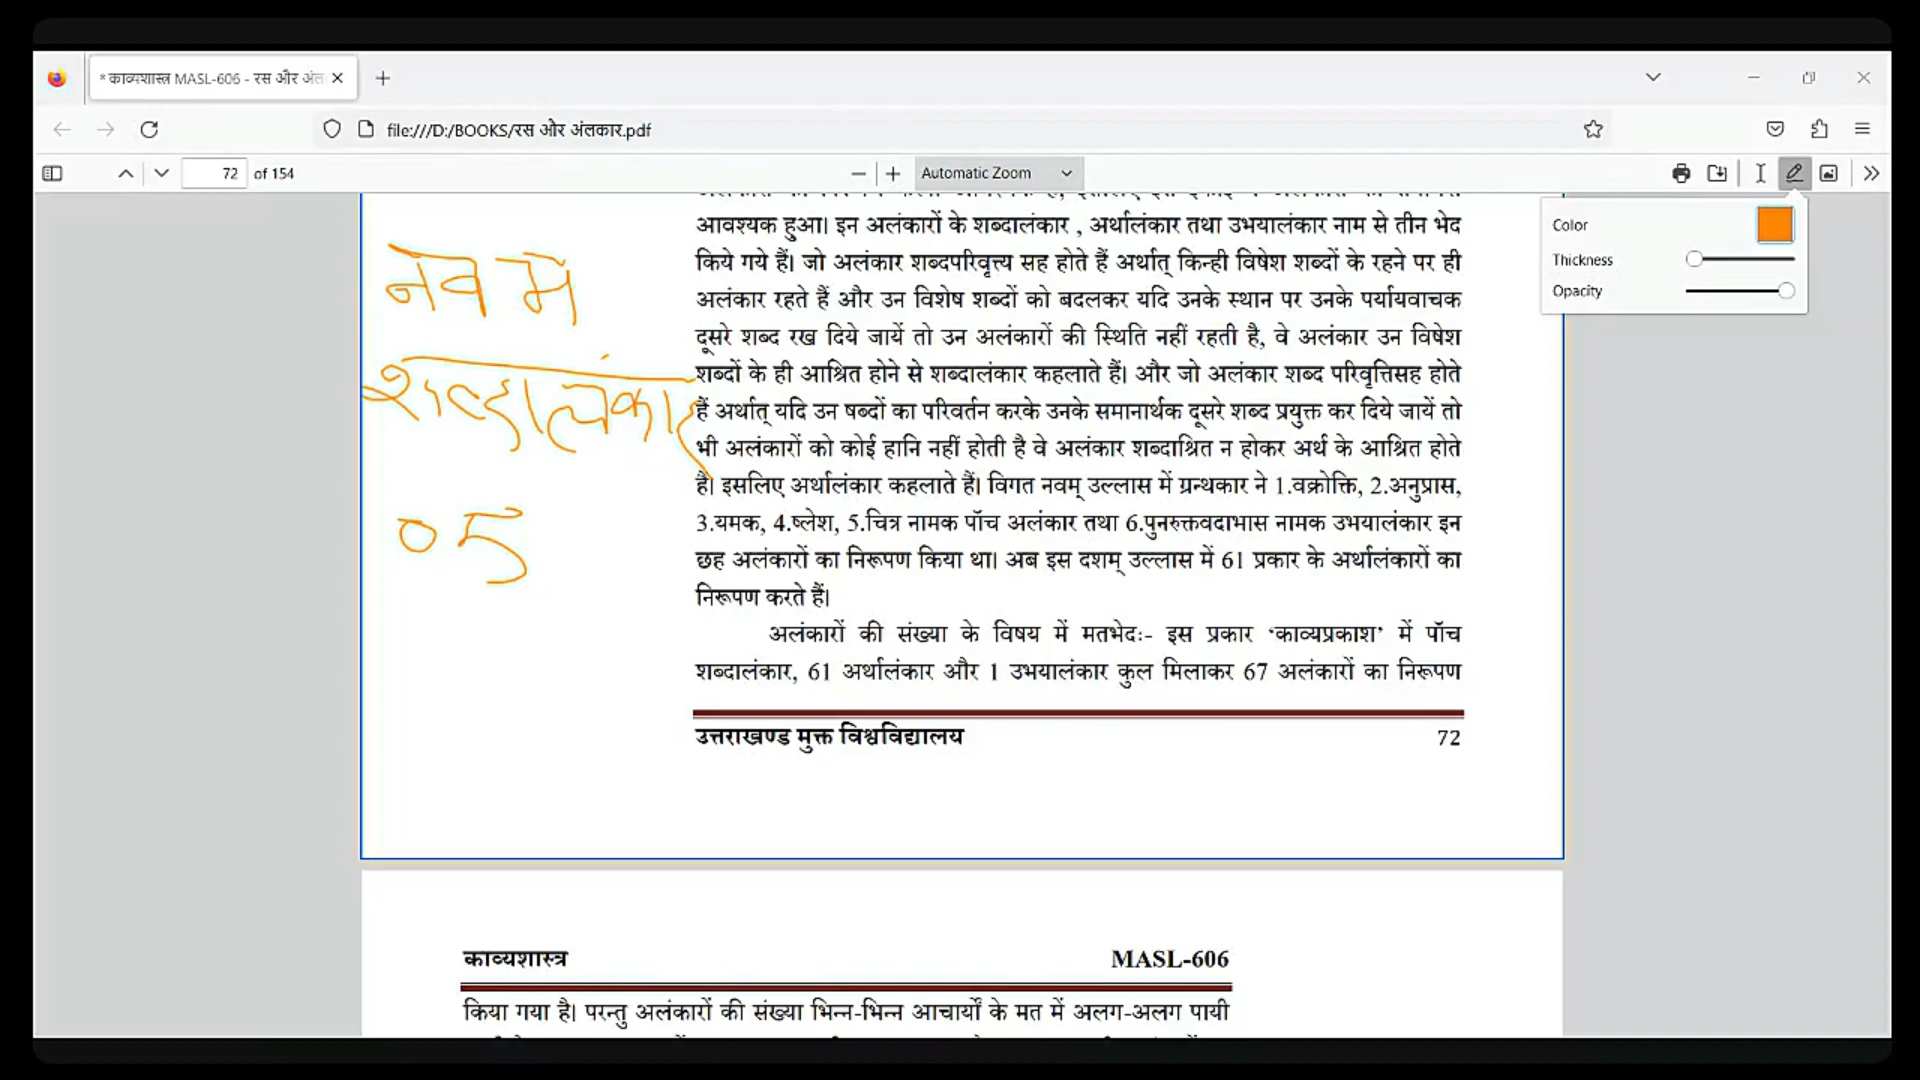 * काव्यशास्त्र MASL-606 - रस और अंल
file:///D:/BOOKS/रस और अंलकार.pdf
72 of 154
Automatic Zoom
Color
Thickness
Opacity
नवमे
शब्दालंकार
05
आवश्यक हुआ। इन अलंकारों के शब्दालंकार , अर्थालंकार तथा उभयालंकार नाम से तीन भेद
किये गये हैं। जो अलंकार शब्दपरिवृत्त्य सह होते हैं अर्थात् किन्ही विषेश शब्दों के रहने पर ही
अलंकार रहते हैं और उन विशेष शब्दों को बदलकर यदि उनके स्थान पर उनके पर्यायवाचक
दूसरे शब्द रख दिये जायें तो उन अलंकारों की स्थिति नहीं रहती है, वे अलंकार उन विषेश
शब्दों के ही आश्रित होने से शब्दालंकार कहलाते हैं। और जो अलंकार शब्द परिवृत्तिसह होते
हैं अर्थात् यदि उन षब्दों का परिवर्तन करके उनके समानार्थक दूसरे शब्द प्रयुक्त कर दिये जायें तो
भी अलंकारों को कोई हानि नहीं होती है वे अलंकार शब्दाश्रित न होकर अर्थ के आश्रित होते
है। इसलिए अर्थालंकार कहलाते हैं। विगत नवम् उल्लास में ग्रन्थकार ने 1.वक्रोक्ति, 2.अनुप्रास,
3.यमक, 4.ष्लेश, 5.चित्र नामक पॉच अलंकार तथा 6.पुनरुक्तवदाभास नामक उभयालंकार इन
छह अलंकारों का निरूपण किया था। अब इस दशम् उल्लास में 61 प्रकार के अर्थालंकारों का
निरूपण करते हैं।
अलंकारों की संख्या के विषय में मतभेदः- इस प्रकार ‘काव्यप्रकाश’ में पॉच
शब्दालंकार, 61 अर्थालंकार और 1 उभयालंकार कुल मिलाकर 67 अलंकारों का निरूपण
उत्तराखण्ड मुक्त विश्वविद्यालय 72
काव्यशास्त्र MASL-606
किया गया है। परन्तु अलंकारों की संख्या भिन्न-भिन्न आचार्यों के मत में अलग-अलग पायी